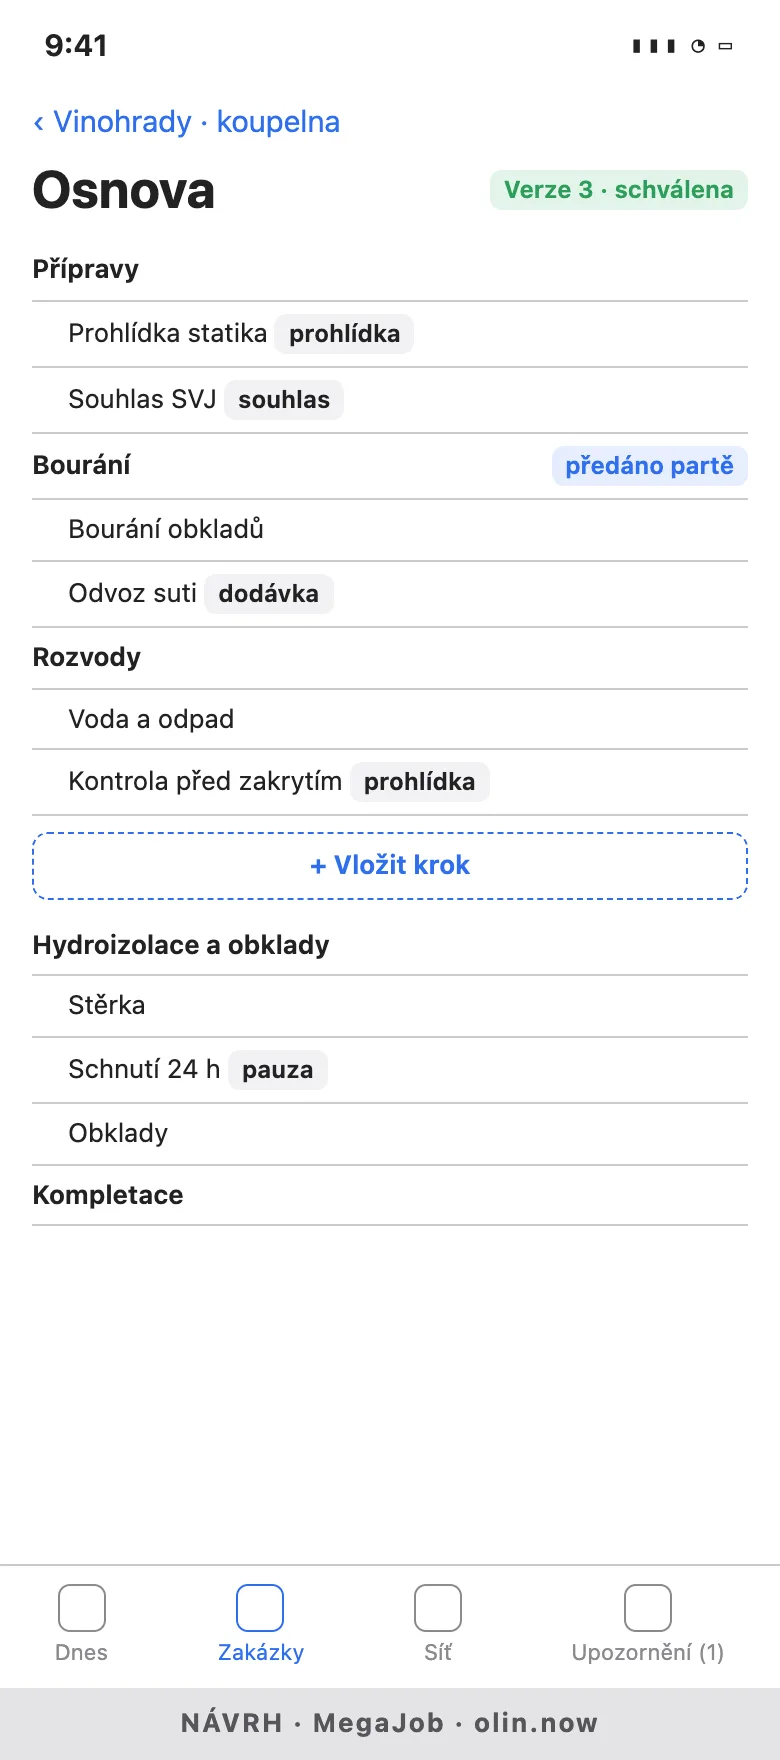 9:41
‹ Vinohrady · koupelna
Osnova
Verze 3 · schválena
Přípravy
Prohlídka statika prohlídka
Souhlas SVJ souhlas
Bourání předáno partě
Bourání obkladů
Odvoz suti dodávka
Rozvody
Voda a odpad
Kontrola před zakrytím prohlídka
+ Vložit krok
Hydroizolace a obklady
Stěrka
Schnutí 24 h pauza
Obklady
Kompletace
Dnes Zakázky Síť Upozornění (1)
NÁVRH · MegaJob · olin.now